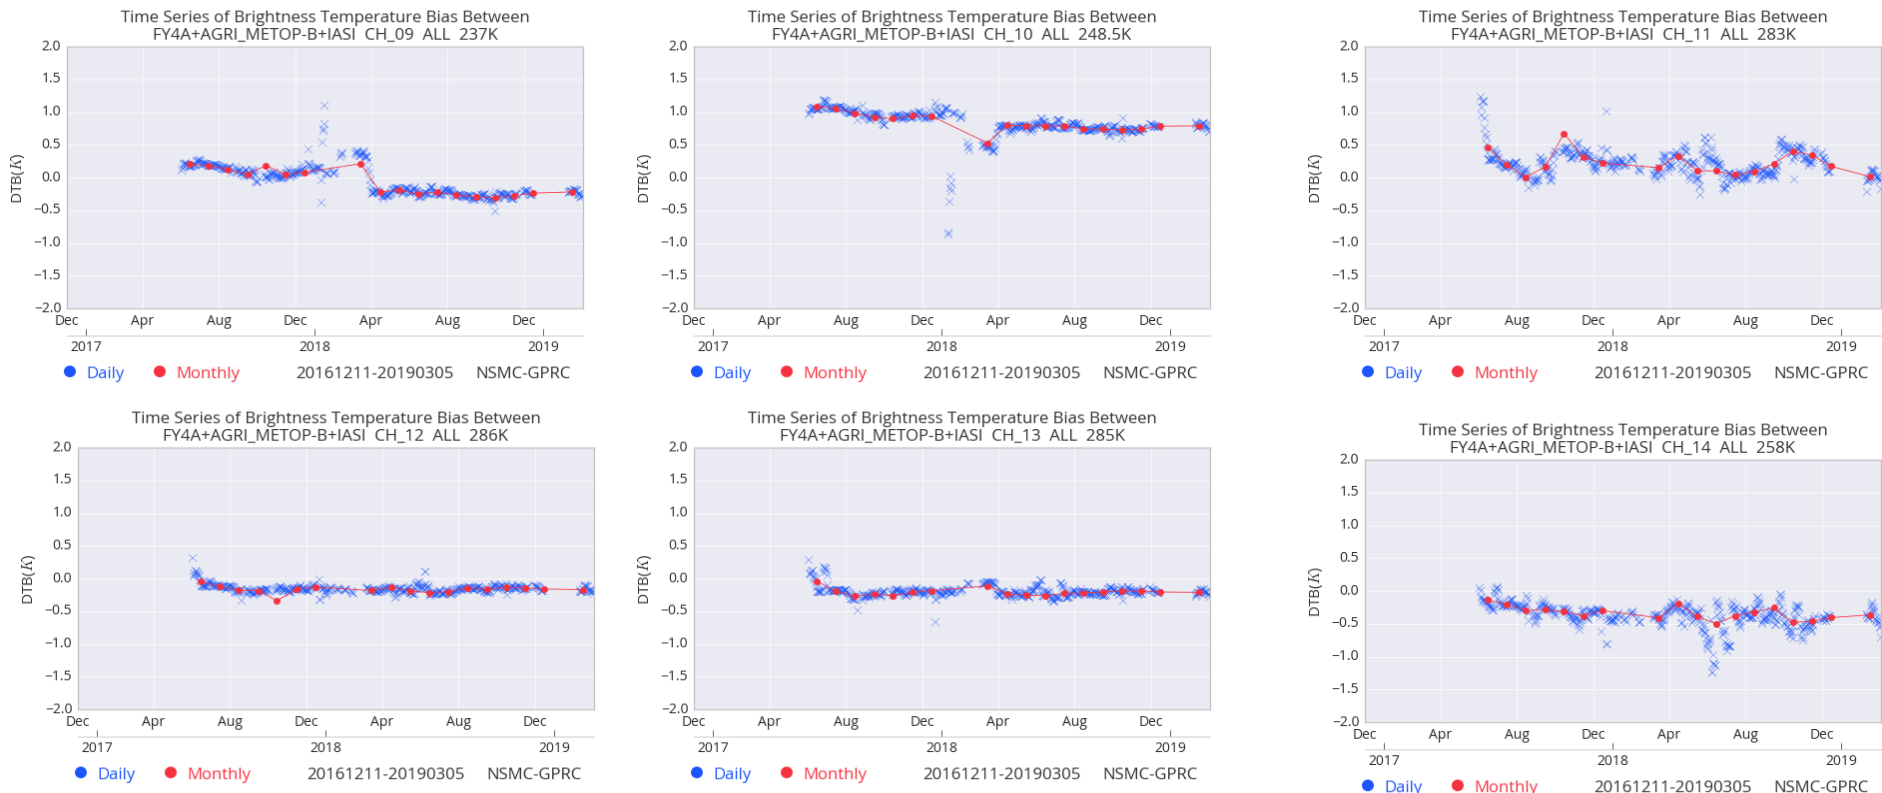 Time Series of Brightness Temperature Bias Between
FY4A+AGRI_METOP-B+IASI CH_09 ALL 237K
2.0
1.5
1.0
0.5
0.0
−0.5
−1.0
−1.5
−2.0
DTB(K)
Dec Apr Aug Dec Apr Aug Dec
2017 2018 2019
Daily Monthly 20161211-20190305 NSMC-GPRC
Time Series of Brightness Temperature Bias Between
FY4A+AGRI_METOP-B+IASI CH_10 ALL 248.5K
2.0
1.5
1.0
0.5
0.0
−0.5
−1.0
−1.5
−2.0
DTB(K)
Dec Apr Aug Dec Apr Aug Dec
2017 2018 2019
Daily Monthly 20161211-20190305 NSMC-GPRC
Time Series of Brightness Temperature Bias Between
FY4A+AGRI_METOP-B+IASI CH_11 ALL 283K
2.0
1.5
1.0
0.5
0.0
−0.5
−1.0
−1.5
−2.0
DTB(K)
Dec Apr Aug Dec Apr Aug Dec
2017 2018 2019
Daily Monthly 20161211-20190305 NSMC-GPRC
Time Series of Brightness Temperature Bias Between
FY4A+AGRI_METOP-B+IASI CH_12 ALL 286K
2.0
1.5
1.0
0.5
0.0
−0.5
−1.0
−1.5
−2.0
DTB(K)
Dec Apr Aug Dec Apr Aug Dec
2017 2018 2019
Daily Monthly 20161211-20190305 NSMC-GPRC
Time Series of Brightness Temperature Bias Between
FY4A+AGRI_METOP-B+IASI CH_13 ALL 285K
2.0
1.5
1.0
0.5
0.0
−0.5
−1.0
−1.5
−2.0
DTB(K)
Dec Apr Aug Dec Apr Aug Dec
2017 2018 2019
Daily Monthly 20161211-20190305 NSMC-GPRC
Time Series of Brightness Temperature Bias Between
FY4A+AGRI_METOP-B+IASI CH_14 ALL 258K
2.0
1.5
1.0
0.5
0.0
−0.5
−1.0
−1.5
−2.0
DTB(K)
Dec Apr Aug Dec Apr Aug Dec
2017 2018 2019
Daily Monthly 20161211-20190305 NSMC-GPRC